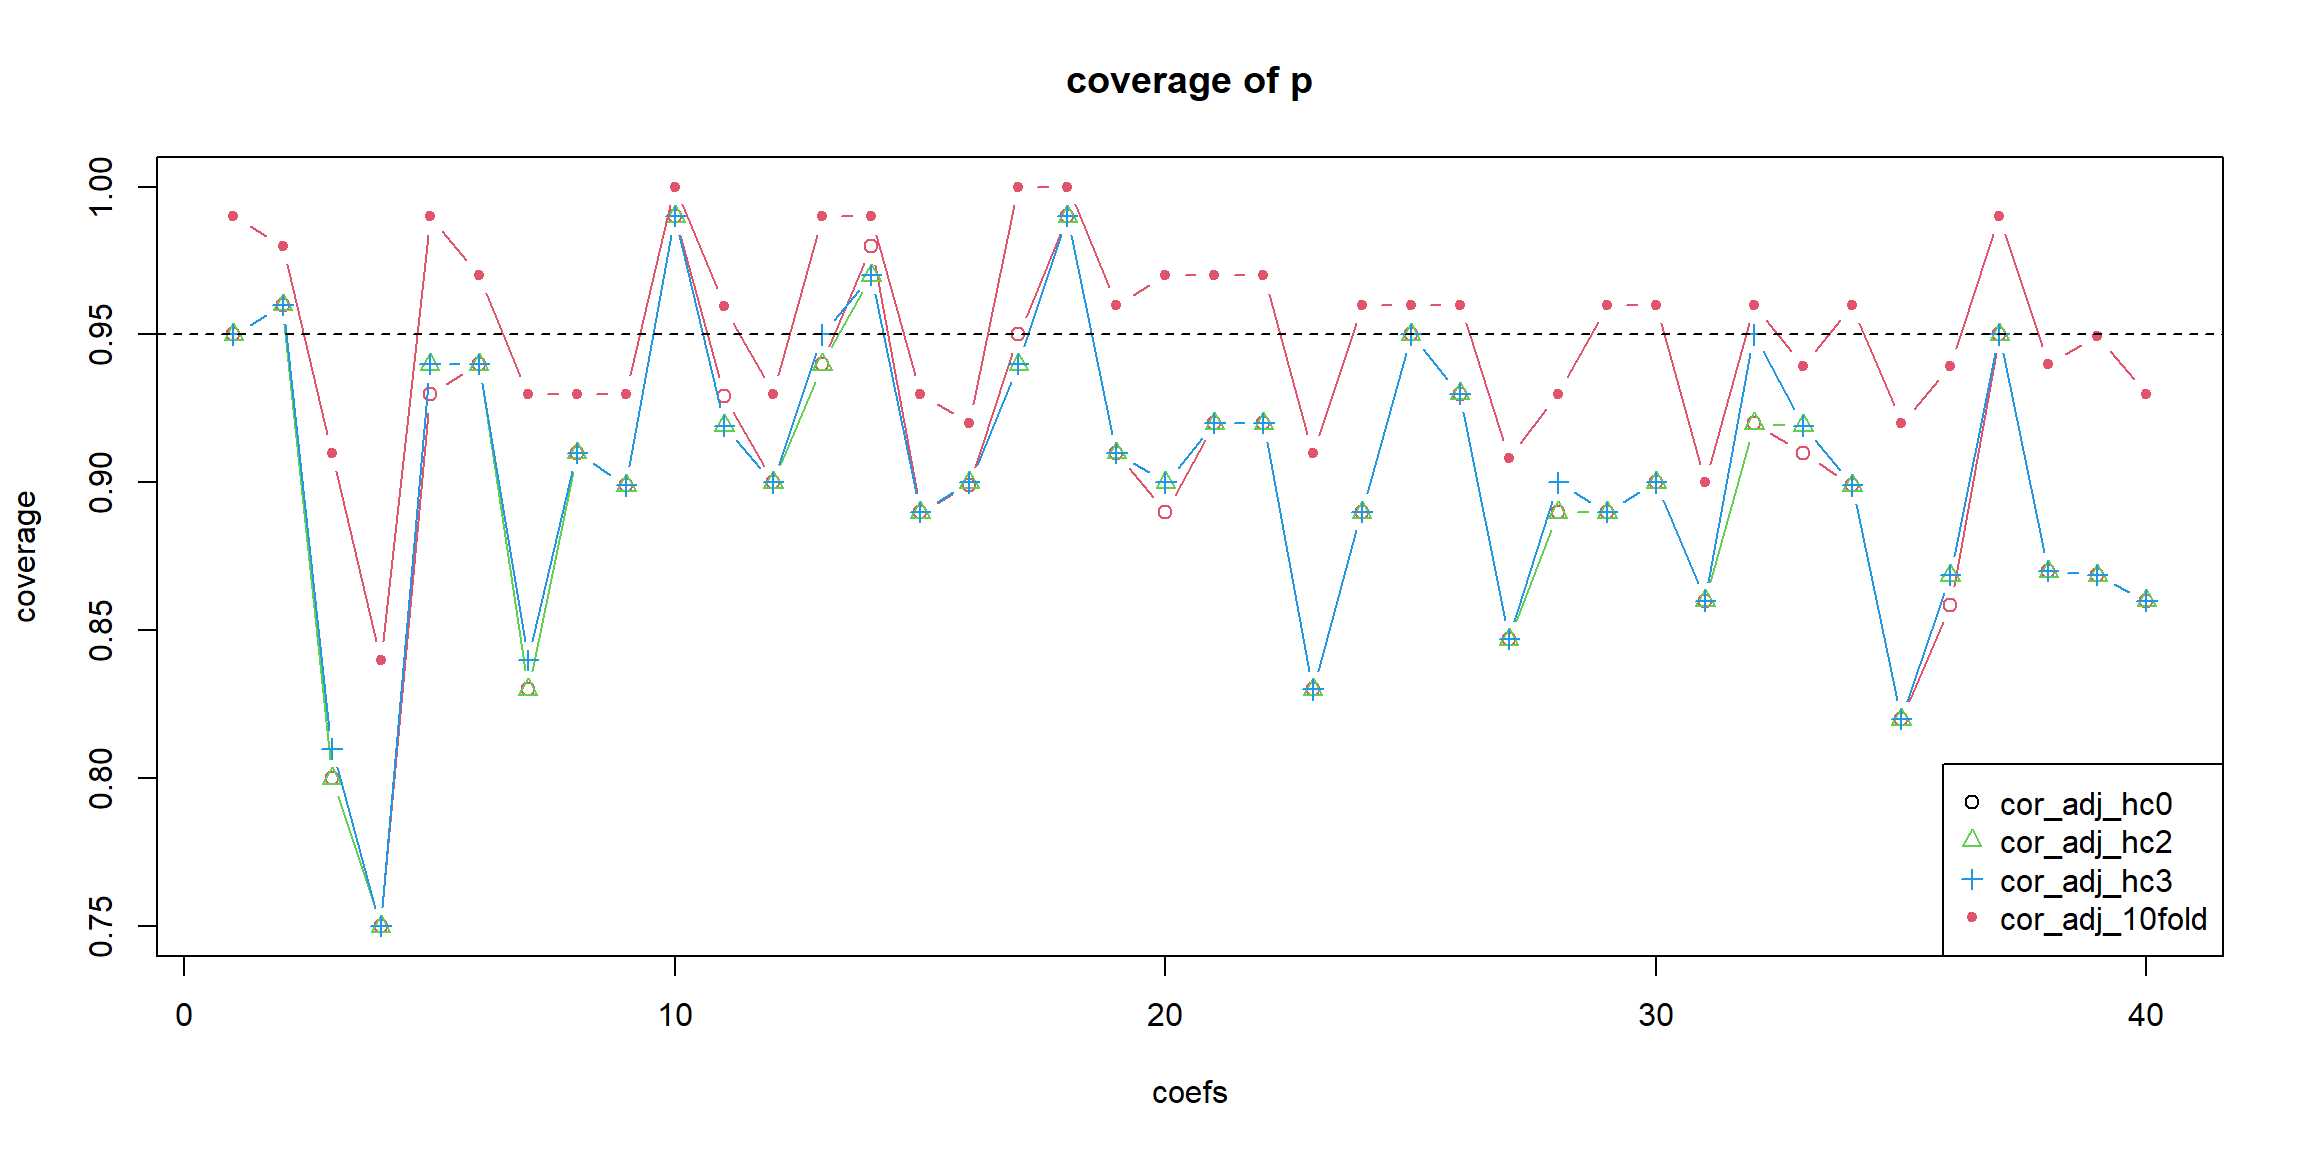 coverage of p
coverage
1.00
0.95
0.90
0.85
0.80
0.75
cor_adj_hc0
cor_adj_hc2
cor_adj_hc3
cor_adj_10fold
0 10 20 30 40
coefs